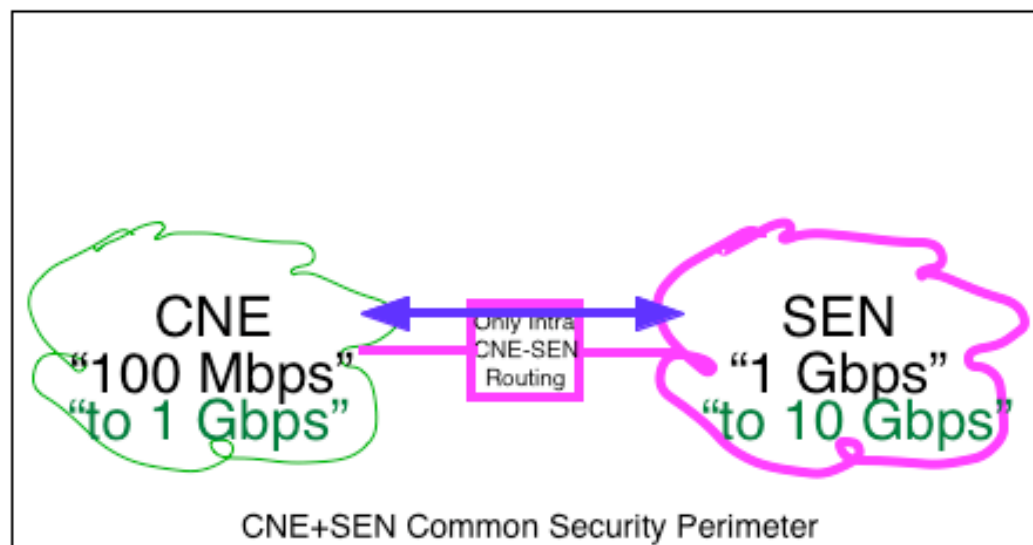 CNE
“100 Mbps”
“to 1 Gbps”
Only Intra
CNE-SEN
Routing
SEN
“1 Gbps”
“to 10 Gbps”
CNE+SEN Common Security Perimeter